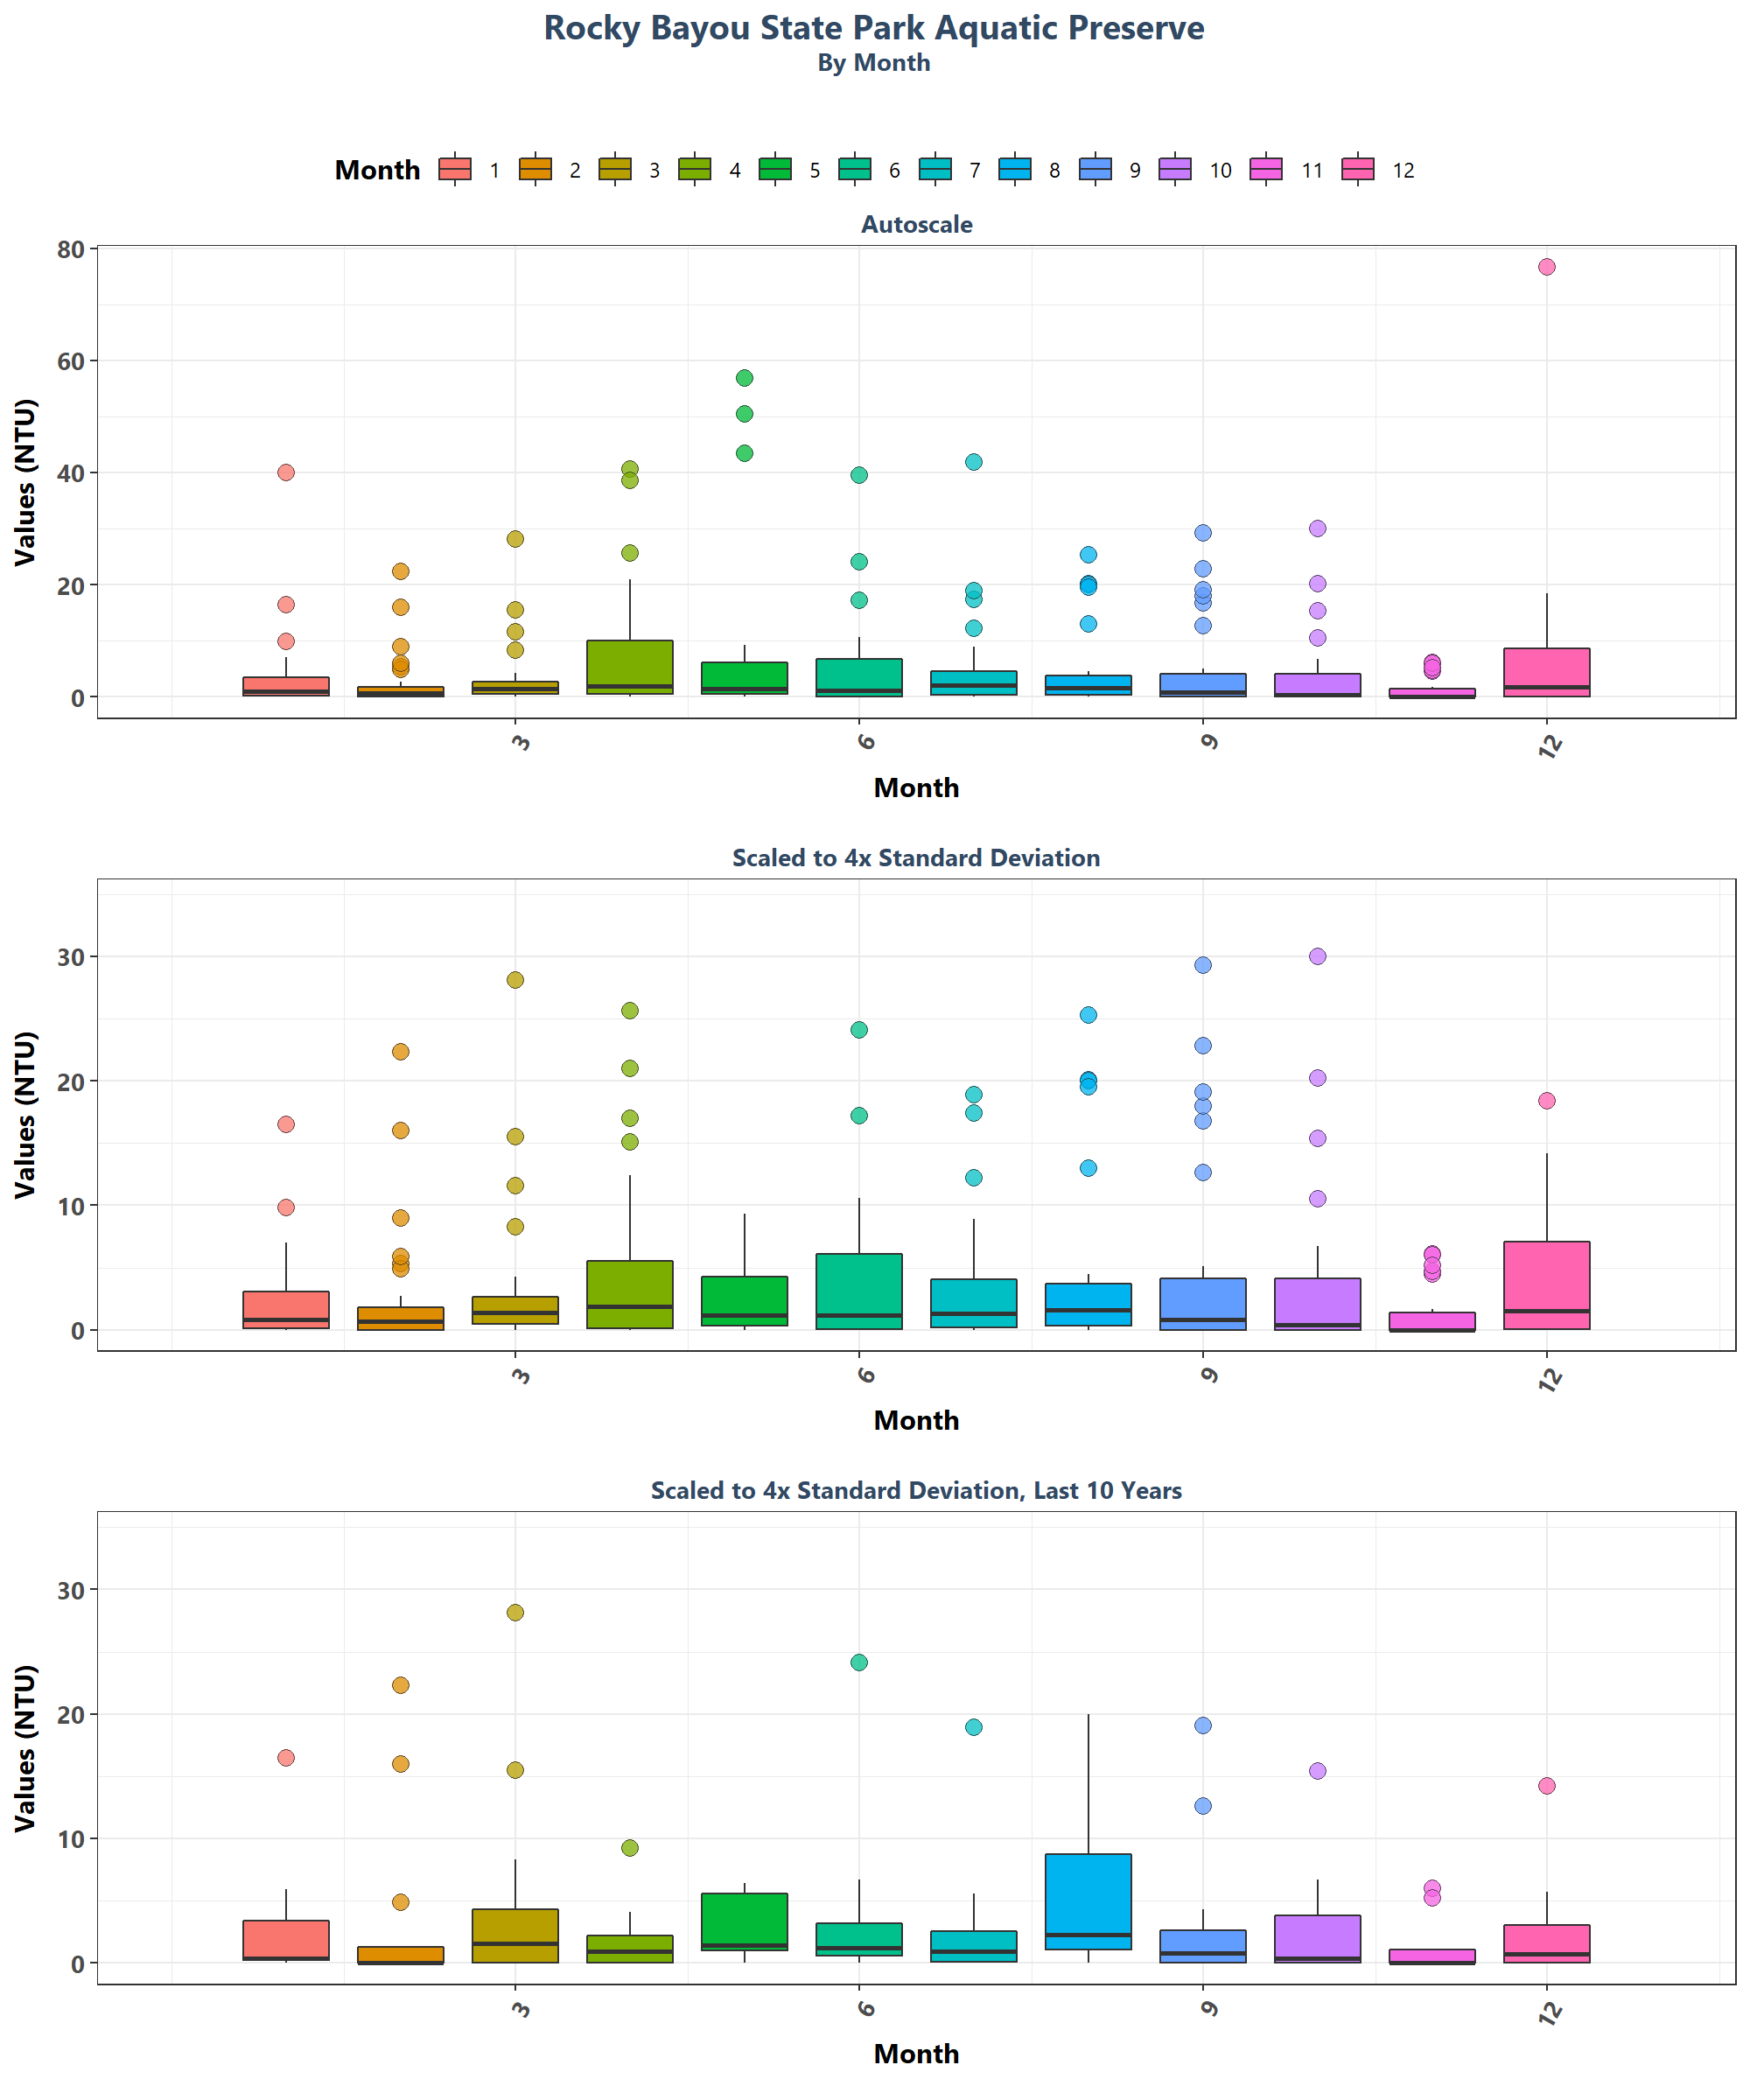 Rocky Bayou State Park Aquatic Preserve
By Month
Month 1 2 3 4 5 6 7 8 9 10 11 12
Autoscale
Values (NTU)
80
60
40
20
0
3 6 9 12
Month
Scaled to 4x Standard Deviation
Values (NTU)
30
20
10
0
3 6 9 12
Month
Scaled to 4x Standard Deviation, Last 10 Years
Values (NTU)
30
20
10
0
3 6 9 12
Month